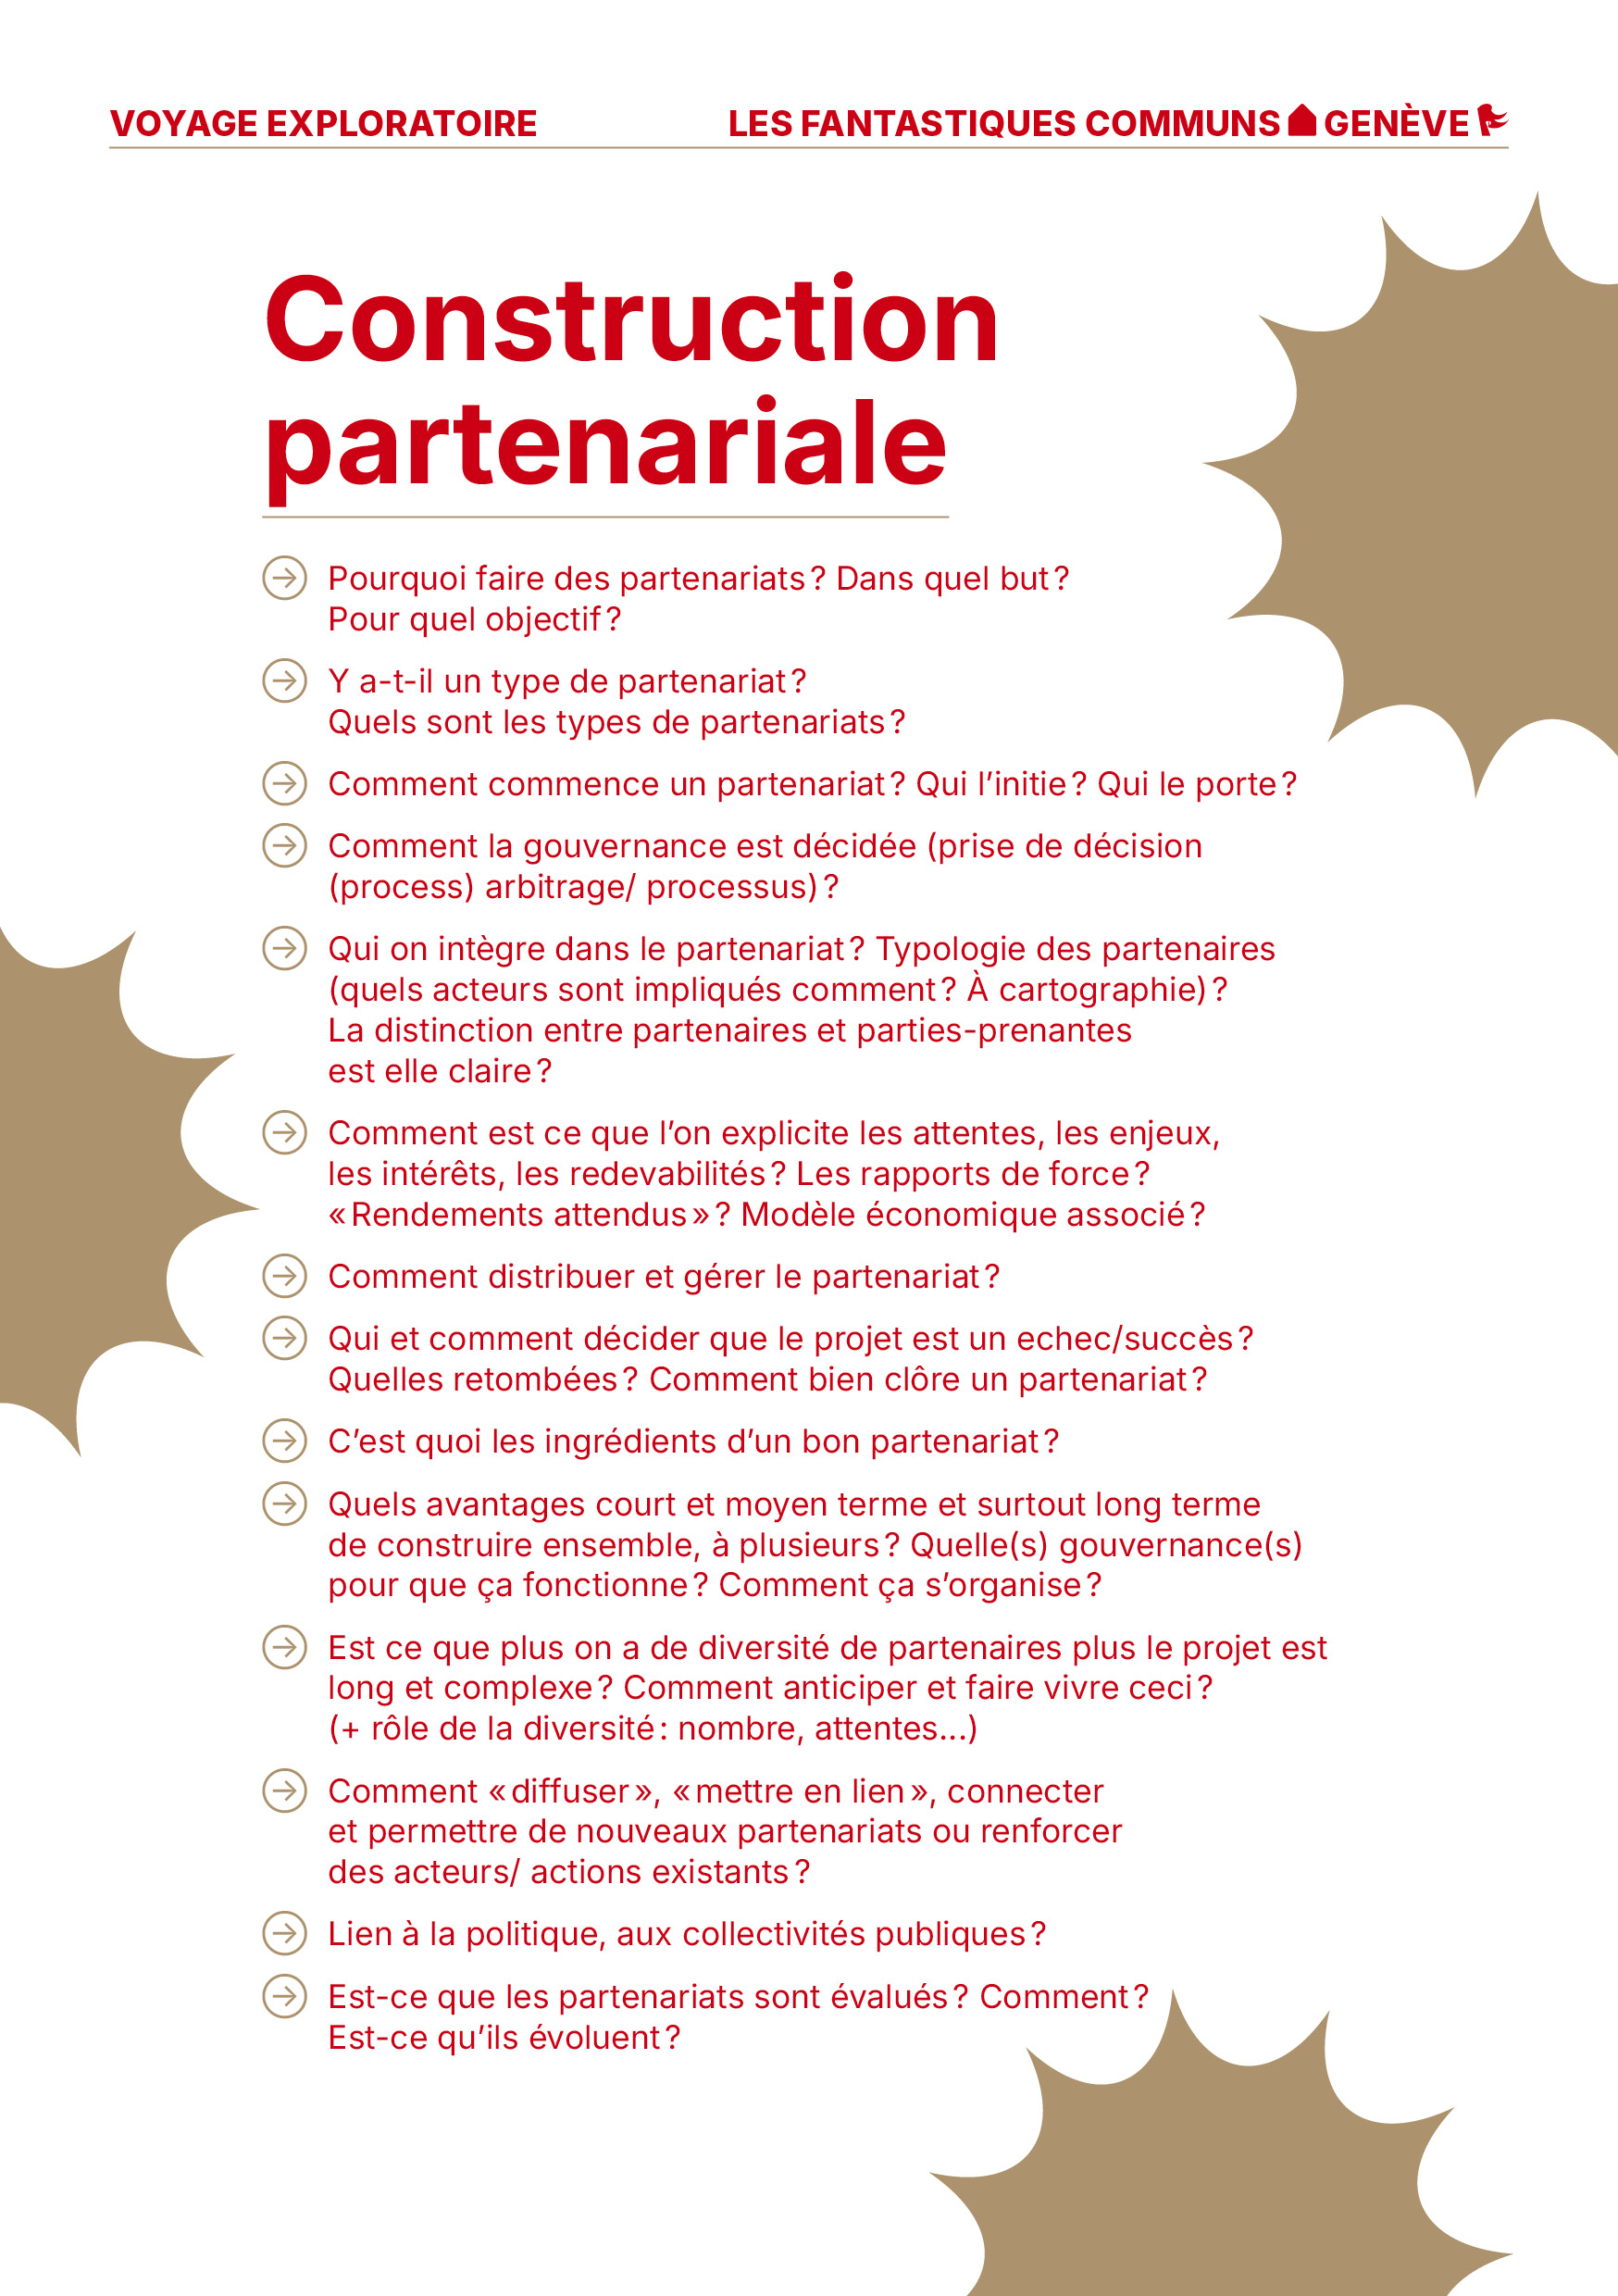 VOYAGE EXPLORATOIRE
LES FANTASTIQUES COMMUNS GENÈVE
Construction
partenariale
Pourquoi faire des partenariats ? Dans quel but ?
Pour quel objectif ?
Y a-t-il un type de partenariat ?
Quels sont les types de partenariats ?
Comment commence un partenariat ? Qui l’initie ? Qui le porte ?
Comment la gouvernance est décidée (prise de décision
(process) arbitrage/ processus) ?
Qui on intègre dans le partenariat ? Typologie des partenaires
(quels acteurs sont impliqués comment ? À cartographie) ?
La distinction entre partenaires et parties-prenantes
est elle claire ?
Comment est ce que l’on explicite les attentes, les enjeux,
les intérêts, les redevabilités ? Les rapports de force ?
« Rendements attendus » ? Modèle économique associé ?
Comment distribuer et gérer le partenariat ?
Qui et comment décider que le projet est un echec/succès ?
Quelles retombées ? Comment bien clôre un partenariat ?
C’est quoi les ingrédients d’un bon partenariat ?
Quels avantages court et moyen terme et surtout long terme
de construire ensemble, à plusieurs ? Quelle(s) gouvernance(s)
pour que ça fonctionne ? Comment ça s’organise ?
Est ce que plus on a de diversité de partenaires plus le projet est
long et complexe ? Comment anticiper et faire vivre ceci ?
(+ rôle de la diversité : nombre, attentes...)
Comment « diffuser », « mettre en lien », connecter
et permettre de nouveaux partenariats ou renforcer
des acteurs/ actions existants ?
Lien à la politique, aux collectivités publiques ?
Est-ce que les partenariats sont évalués ? Comment ?
Est-ce qu’ils évoluent ?